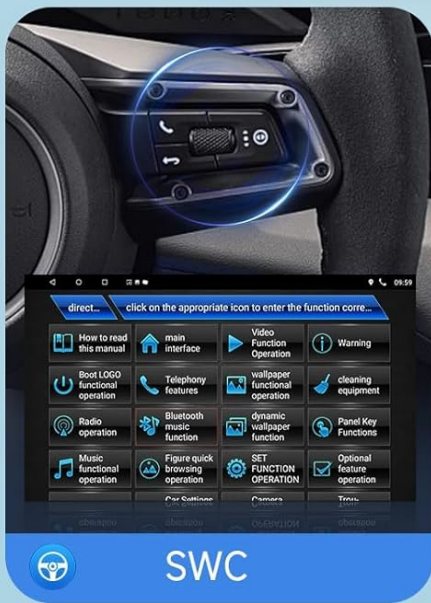 09:59
direct...
click on the appropriate icon to enter the function corre...
How to read
this manual
main
interface
Video
Function
Operation
Warning
Boot LOGO
functional
operation
Telephony
features
wallpaper
functional
operation
cleaning
equipment
Radio
operation
Bluetooth
music
function
dynamic
wallpaper
function
Panel Key
Functions
Music
functional
operation
Figure quick
browsing
operation
SET
FUNCTION
OPERATION
Optional
feature
operation
Car Settings
Camera
SWC